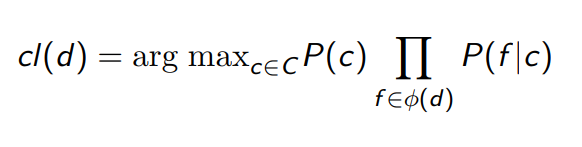 cl(d) = arg max_{c∈C} P(c) ∏_{f∈ϕ(d)} P(f|c)